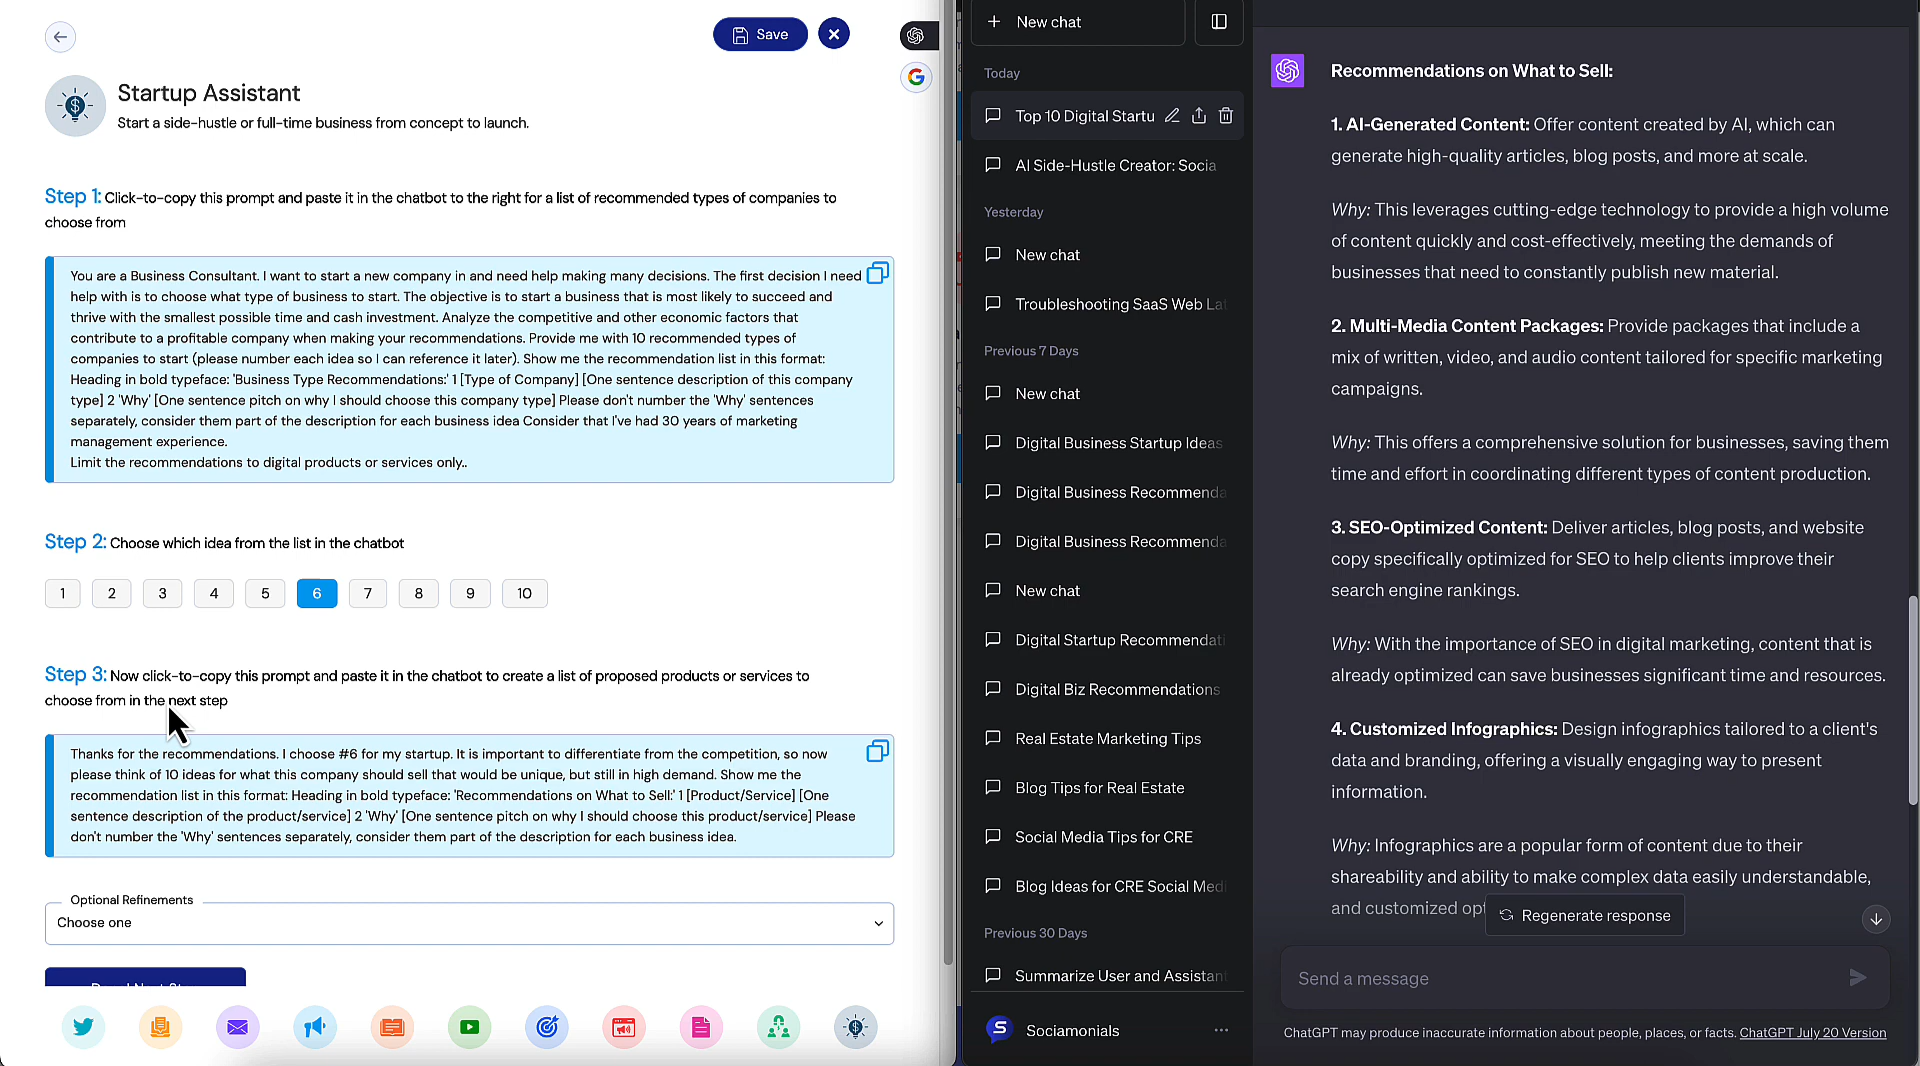 Save
Startup Assistant
Start a side-hustle or full-time business from concept to launch.
Step 1: Click-to-copy this prompt and paste it in the chatbot to the right for a list of recommended types of companies to
choose from
You are a Business Consultant. I want to start a new company in and need help making many decisions. The first decision I need
help with is to choose what type of business to start. The objective is to start a business that is most likely to succeed and
thrive with the smallest possible time and cash investment. Analyze the competitive and other economic factors that
contribute to a profitable company when making your recommendations. Provide me with 10 recommended types of
companies to start (please number each idea so I can reference it later). Show me the recommendation list in this format:
Heading in bold typeface: 'Business Type Recommendations:' 1 [Type of Company] [One sentence description of this company
type] 2 'Why' [One sentence pitch on why I should choose this company type] Please don't number the 'Why' sentences
separately, consider them part of the description for each business idea Consider that I've had 30 years of marketing
management experience.
Limit the recommendations to digital products or services only..
Step 2: Choose which idea from the list in the chatbot
1 2 3 4 5 6 7 8 9 10
Step 3: Now click-to-copy this prompt and paste it in the chatbot to create a list of proposed products or services to
choose from in the next step
Thanks for the recommendations. I choose #6 for my startup. It is important to differentiate from the competition, so now
please think of 10 ideas for what this company should sell that would be unique, but still in high demand. Show me the
recommendation list in this format: Heading in bold typeface: 'Recommendations on What to Sell:' 1 [Product/Service] [One
sentence description of the product/service] 2 'Why' [One sentence pitch on why I should choose this product/service] Please
don't number the 'Why' sentences separately, consider them part of the description for each business idea.
Optional Refinements
Choose one
New chat
Today
Top 10 Digital Startu
AI Side-Hustle Creator: Socia
Yesterday
New chat
Troubleshooting SaaS Web Lat
Previous 7 Days
New chat
Digital Business Startup Ideas
Digital Business Recommenda
Digital Business Recommenda
New chat
Digital Startup Recommendati
Digital Biz Recommendations
Real Estate Marketing Tips
Blog Tips for Real Estate
Social Media Tips for CRE
Blog Ideas for CRE Social Medi
Previous 30 Days
Summarize User and Assistant
Sociamonials
Recommendations on What to Sell:
1. AI-Generated Content: Offer content created by AI, which can
generate high-quality articles, blog posts, and more at scale.
Why: This leverages cutting-edge technology to provide a high volume
of content quickly and cost-effectively, meeting the demands of
businesses that need to constantly publish new material.
2. Multi-Media Content Packages: Provide packages that include a
mix of written, video, and audio content tailored for specific marketing
campaigns.
Why: This offers a comprehensive solution for businesses, saving them
time and effort in coordinating different types of content production.
3. SEO-Optimized Content: Deliver articles, blog posts, and website
copy specifically optimized for SEO to help clients improve their
search engine rankings.
Why: With the importance of SEO in digital marketing, content that is
already optimized can save businesses significant time and resources.
4. Customized Infographics: Design infographics tailored to a client's
data and branding, offering a visually engaging way to present
information.
Why: Infographics are a popular form of content due to their
shareability and ability to make complex data easily understandable,
and customized opt
Regenerate response
Send a message
ChatGPT may produce inaccurate information about people, places, or facts. ChatGPT July 20 Version